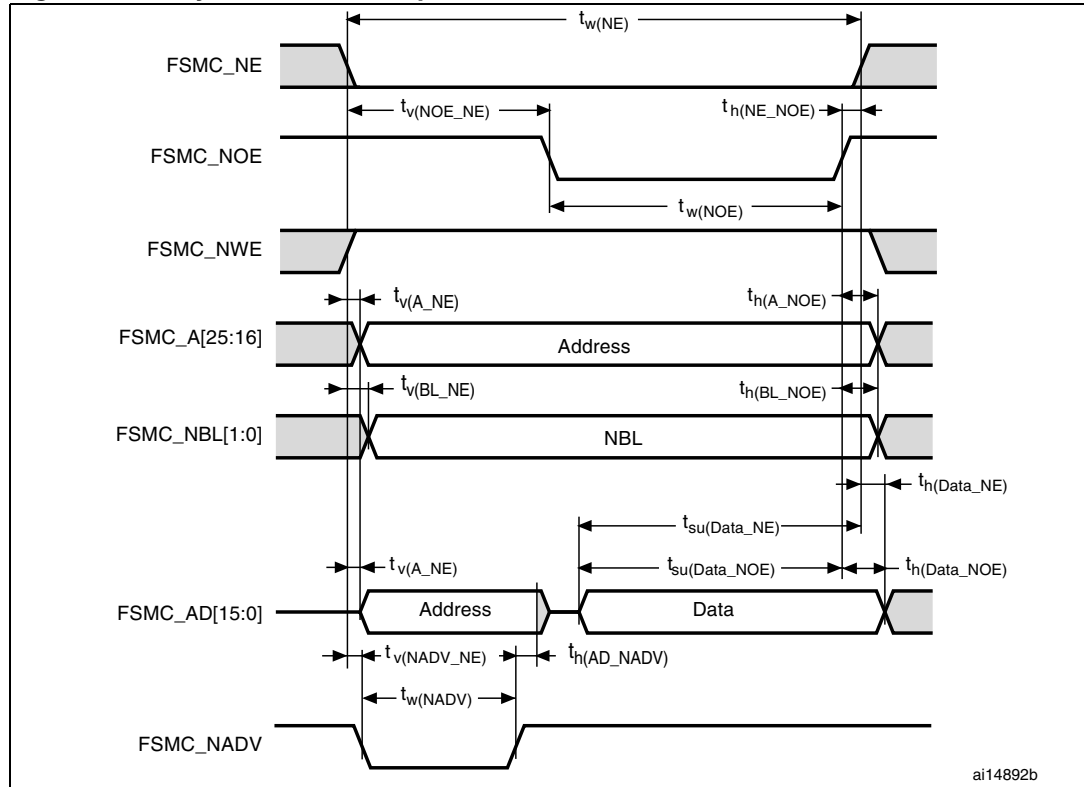 tw(NE)
FSMC_NE
tv(NOE_NE)
th(NE_NOE)
FSMC_NOE
tw(NOE)
FSMC_NWE
tv(A_NE)
th(A_NOE)
FSMC_A[25:16]
Address
tv(BL_NE)
th(BL_NOE)
FSMC_NBL[1:0]
NBL
th(Data_NE)
tsu(Data_NE)
tv(A_NE)
tsu(Data_NOE)
th(Data_NOE)
FSMC_AD[15:0]
Address
Data
tv(NADV_NE)
th(AD_NADV)
tw(NADV)
FSMC_NADV
ai14892b